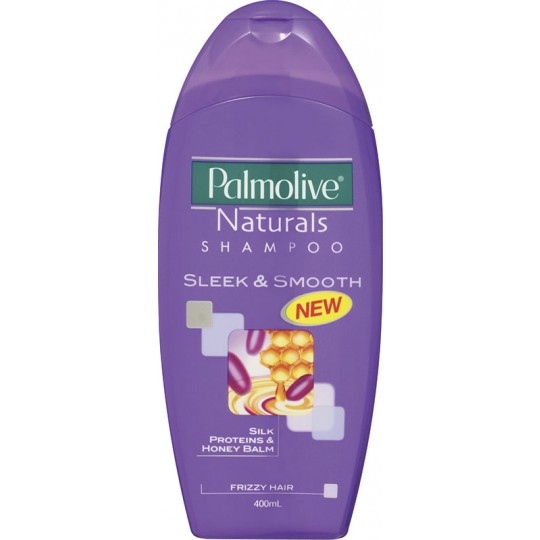 Palmolive®
Naturals
SHAMPOO
SLEEK & SMOOTH
NEW
SILK
PROTEINS &
HONEY BALM
FRIZZY HAIR
400mL